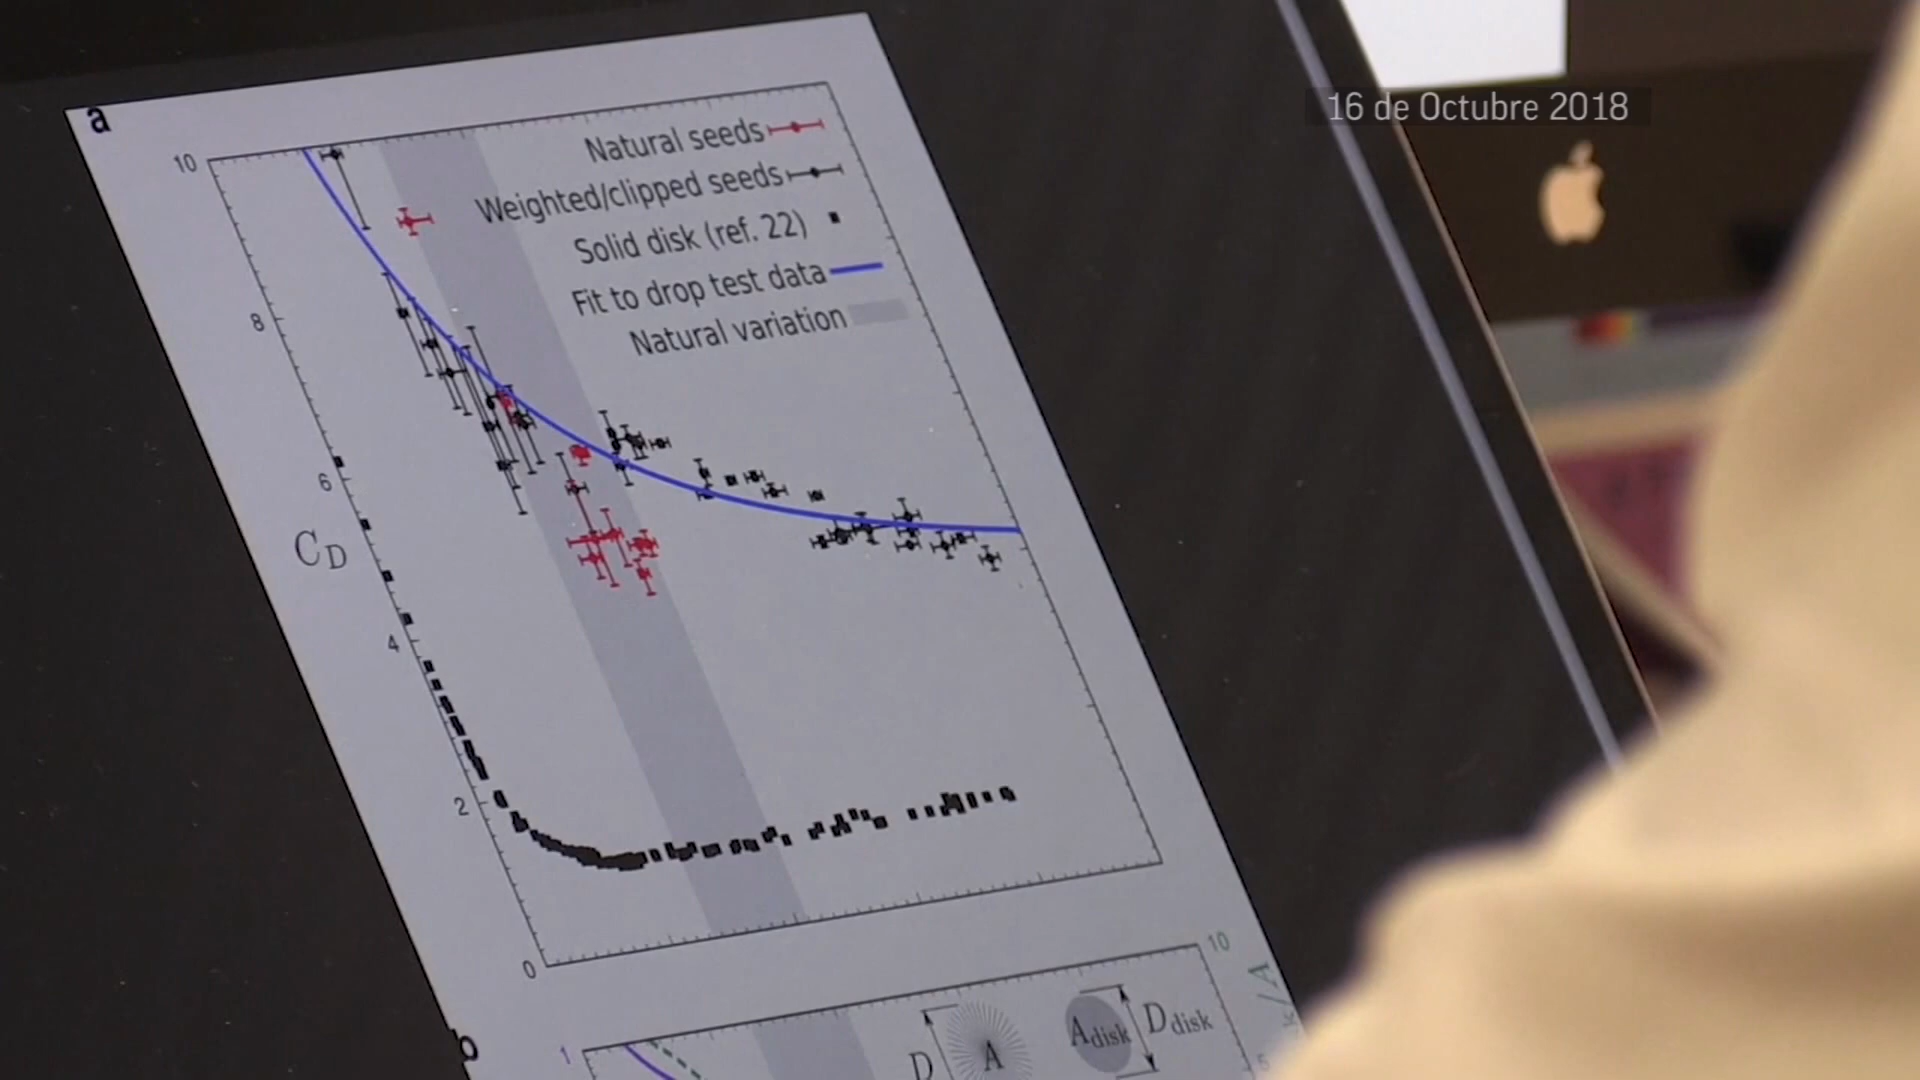 16 de Octubre 2018
a
10
8
6
4
2
0
C_D
Natural seeds
Weighted/clipped seeds
Solid disk (ref. 22)
Fit to drop test data
Natural variation
b
1
D
A
A_disk
D_disk
10
5